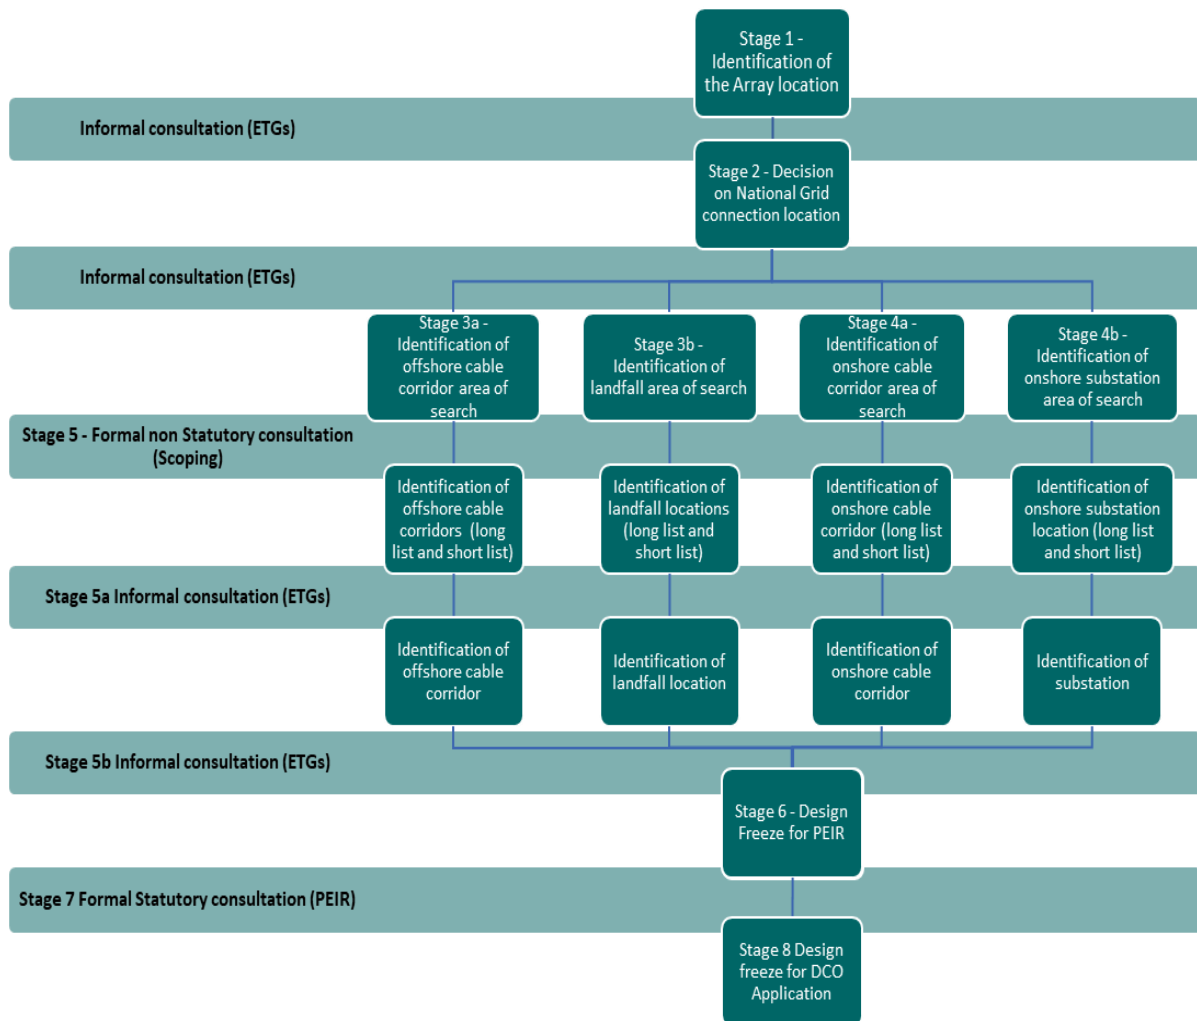 Stage 1 -
Identification of
the Array location
Informal consultation (ETGs)
Stage 2 - Decision
on National Grid
connection location
Informal consultation (ETGs)
Stage 3a -
Identification of
offshore cable
corridor area of
search
Stage 3b -
Identification of
landfall area of search
Stage 4a -
Identification of
onshore cable
corridor area of
search
Stage 4b -
Identification of
onshore substation
area of search
Stage 5 - Formal non Statutory consultation
(Scoping)
Identification of
offshore cable
corridors (long
list and short list)
Identification of
landfall locations
(long list and
short list)
Identification of
onshore cable
corridor (long list
and short list)
Identification of
onshore substation
location (long list
and short list)
Stage 5a Informal consultation (ETGs)
Identification of
offshore cable
corridor
Identification of
landfall location
Identification of
onshore cable
corridor
Identification of
substation
Stage 5b Informal consultation (ETGs)
Stage 6 - Design
Freeze for PEIR
Stage 7 Formal Statutory consultation (PEIR)
Stage 8 Design
freeze for DCO
Application